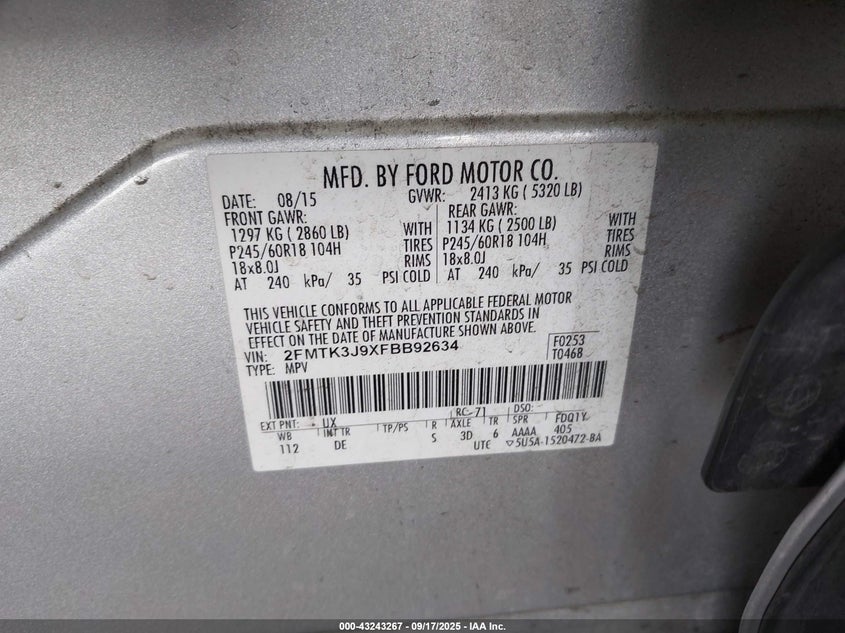 MFD. BY FORD MOTOR CO.
DATE: 08/15 GVWR: 2413 KG ( 5320 LB)
FRONT GAWR: REAR GAWR:
1297 KG ( 2860 LB) WITH 1134 KG ( 2500 LB) WITH
P245/60R18 104H TIRES P245/60R18 104H TIRES
18x8.0J RIMS 18x8.0J RIMS
AT 240 kPa/ 35 PSI COLD AT 240 kPa/ 35 PSI COLD
THIS VEHICLE CONFORMS TO ALL APPLICABLE FEDERAL MOTOR
VEHICLE SAFETY AND THEFT PREVENTION STANDARDS IN
EFFECT ON THE DATE OF MANUFACTURE SHOWN ABOVE.
VIN: 2FMTK3J9XFBB92634 F0253
TYPE: MPV T0468
EXT PNT: UX RC: 71 DSO:
WB INT TR TP/PS R AXLE TR SPR FDQ1Y
112 DE S 3D 6 AAAA 405
UTC ▽5U5A-1520472-BA
000-43243267 - 09/17/2025 - IAA Inc.